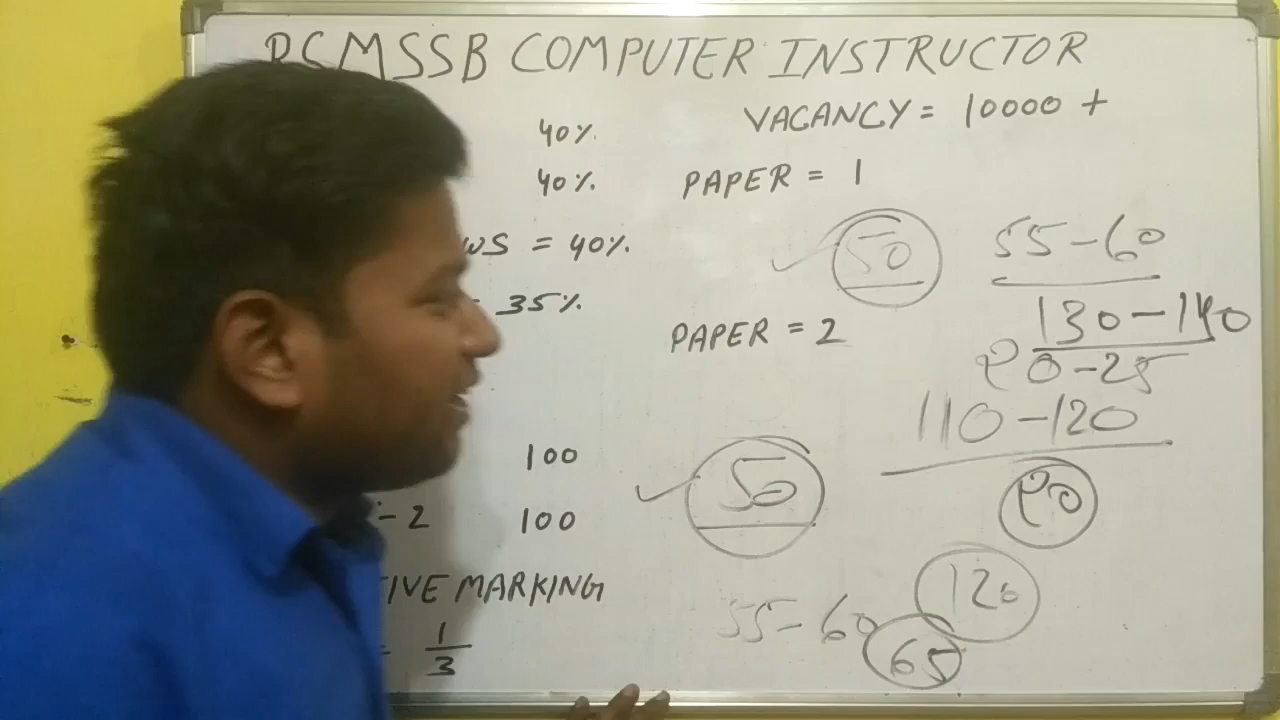 RSMSSB COMPUTER INSTRUCTOR
VACANCY = 10000 +
40%.
40%.
PAPER = 1
WS = 40%.
50
55-60
35%.
130-140
PAPER = 2
20-25
110-120
100
50
20
- 2 100
TIVE MARKING
120
55-60
65
1/3